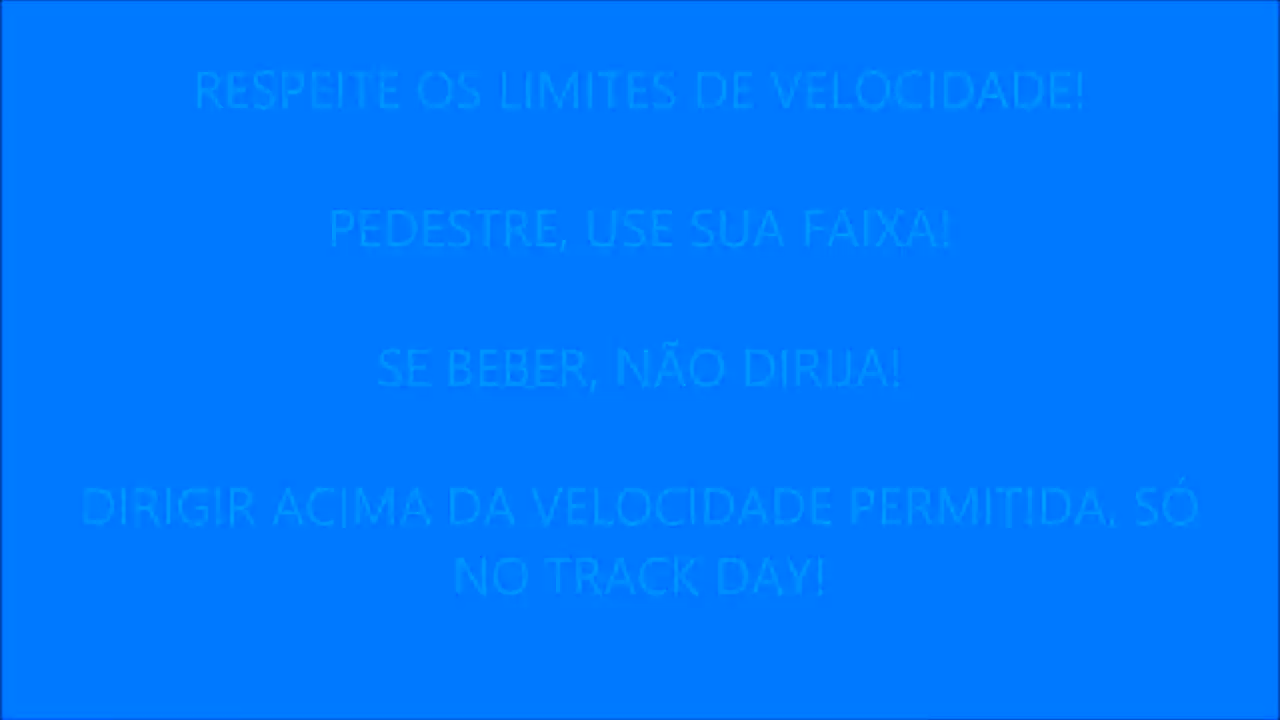 RESPEITE OS LIMITES DE VELOCIDADE!
PEDESTRE, USE SUA FAIXA!
SE BEBER, NÃO DIRIJA!
DIRIGIR ACIMA DA VELOCIDADE PERMITIDA, SÓ
NO TRACK DAY!